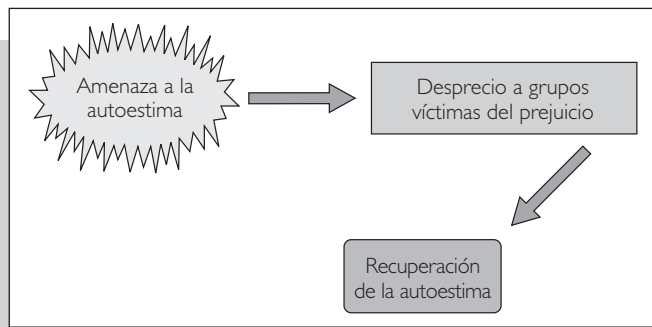 Amenaza a la
autoestima
Desprecio a grupos
víctimas del prejuicio
Recuperación
de la autoestima